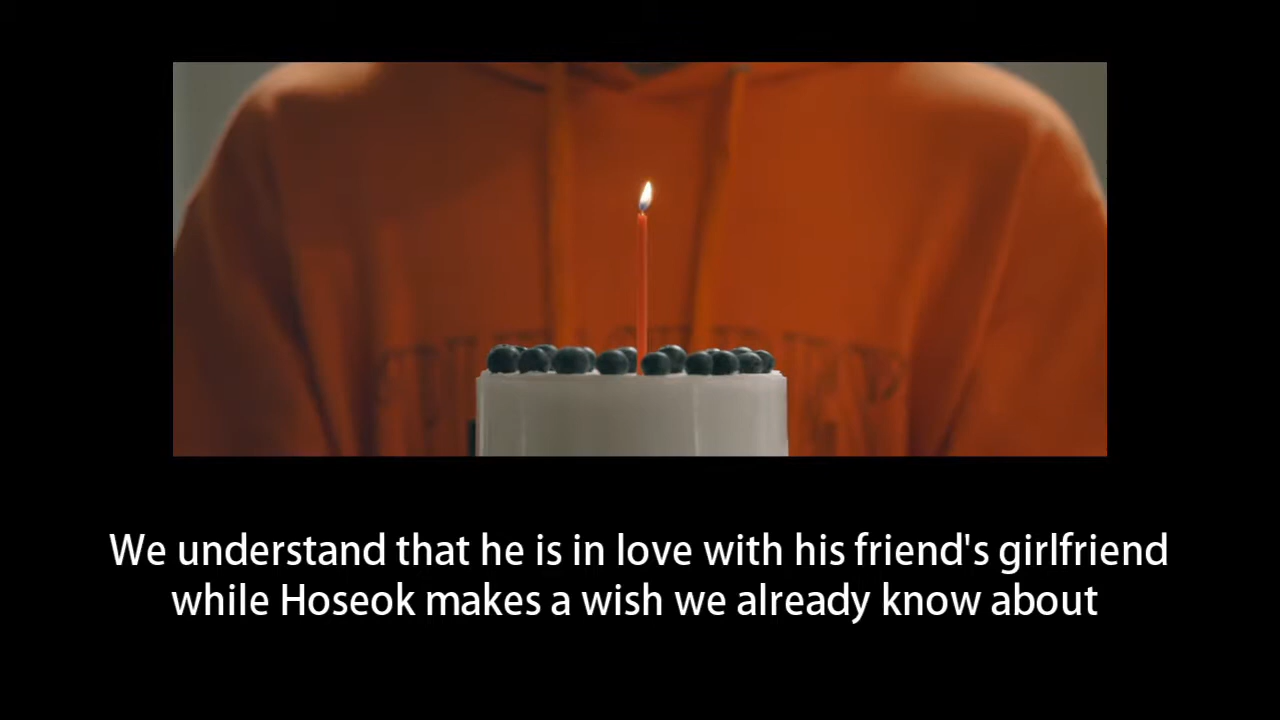 We understand that he is in love with his friend's girlfriend
while Hoseok makes a wish we already know about